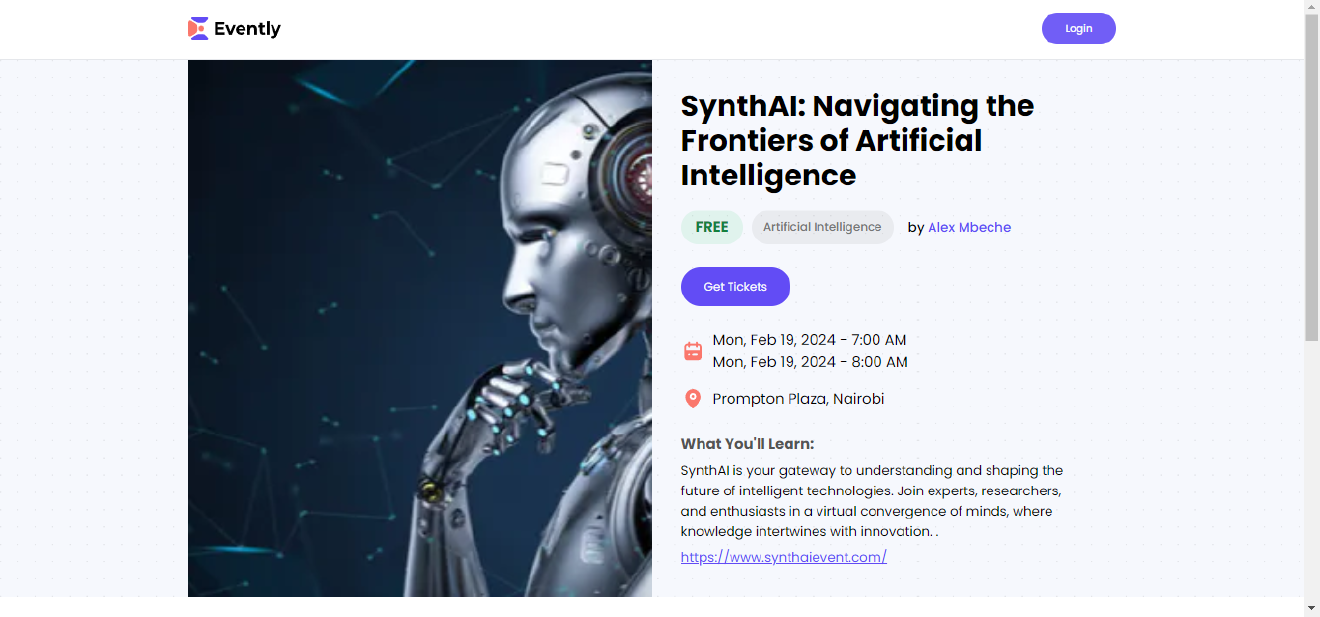 Evently
Login
SynthAI: Navigating the
Frontiers of Artificial
Intelligence
FREE
Artificial Intelligence
by Alex Mbeche
Get Tickets
Mon, Feb 19, 2024 - 7:00 AM
Mon, Feb 19, 2024 - 8:00 AM
Prompton Plaza, Nairobi
What You'll Learn:
SynthAI is your gateway to understanding and shaping the
future of intelligent technologies. Join experts, researchers,
and enthusiasts in a virtual convergence of minds, where
knowledge intertwines with innovation. .
https://www.synthaievent.com/